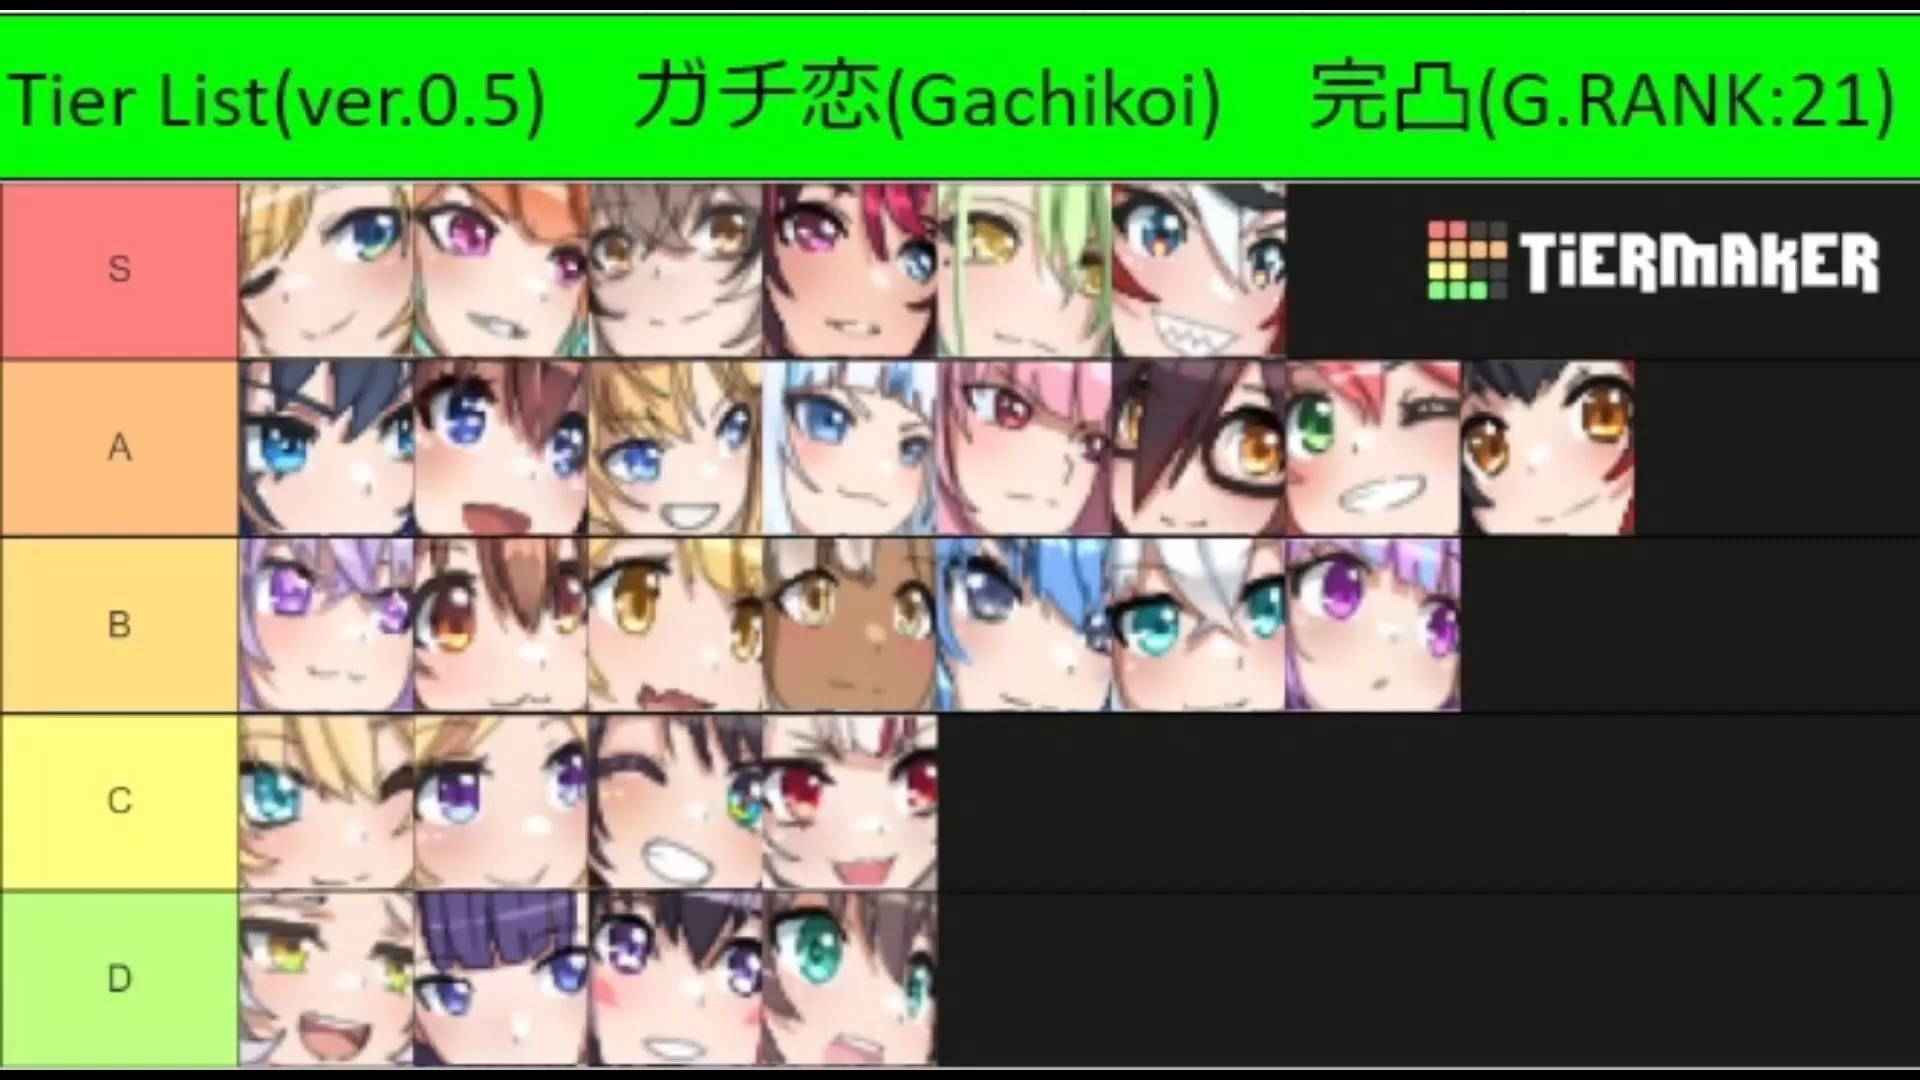 Tier List(ver.0.5) ガチ恋(Gachikoi) 完凸(G.RANK:21)
S
TiERMAKER
A
B
C
D